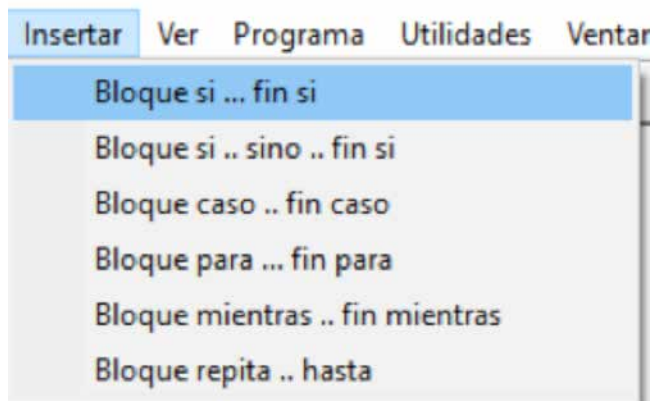 Insertar Ver Programa Utilidades Ventan
Bloque si ... fin si
Bloque si .. sino .. fin si
Bloque caso .. fin caso
Bloque para ... fin para
Bloque mientras .. fin mientras
Bloque repita .. hasta